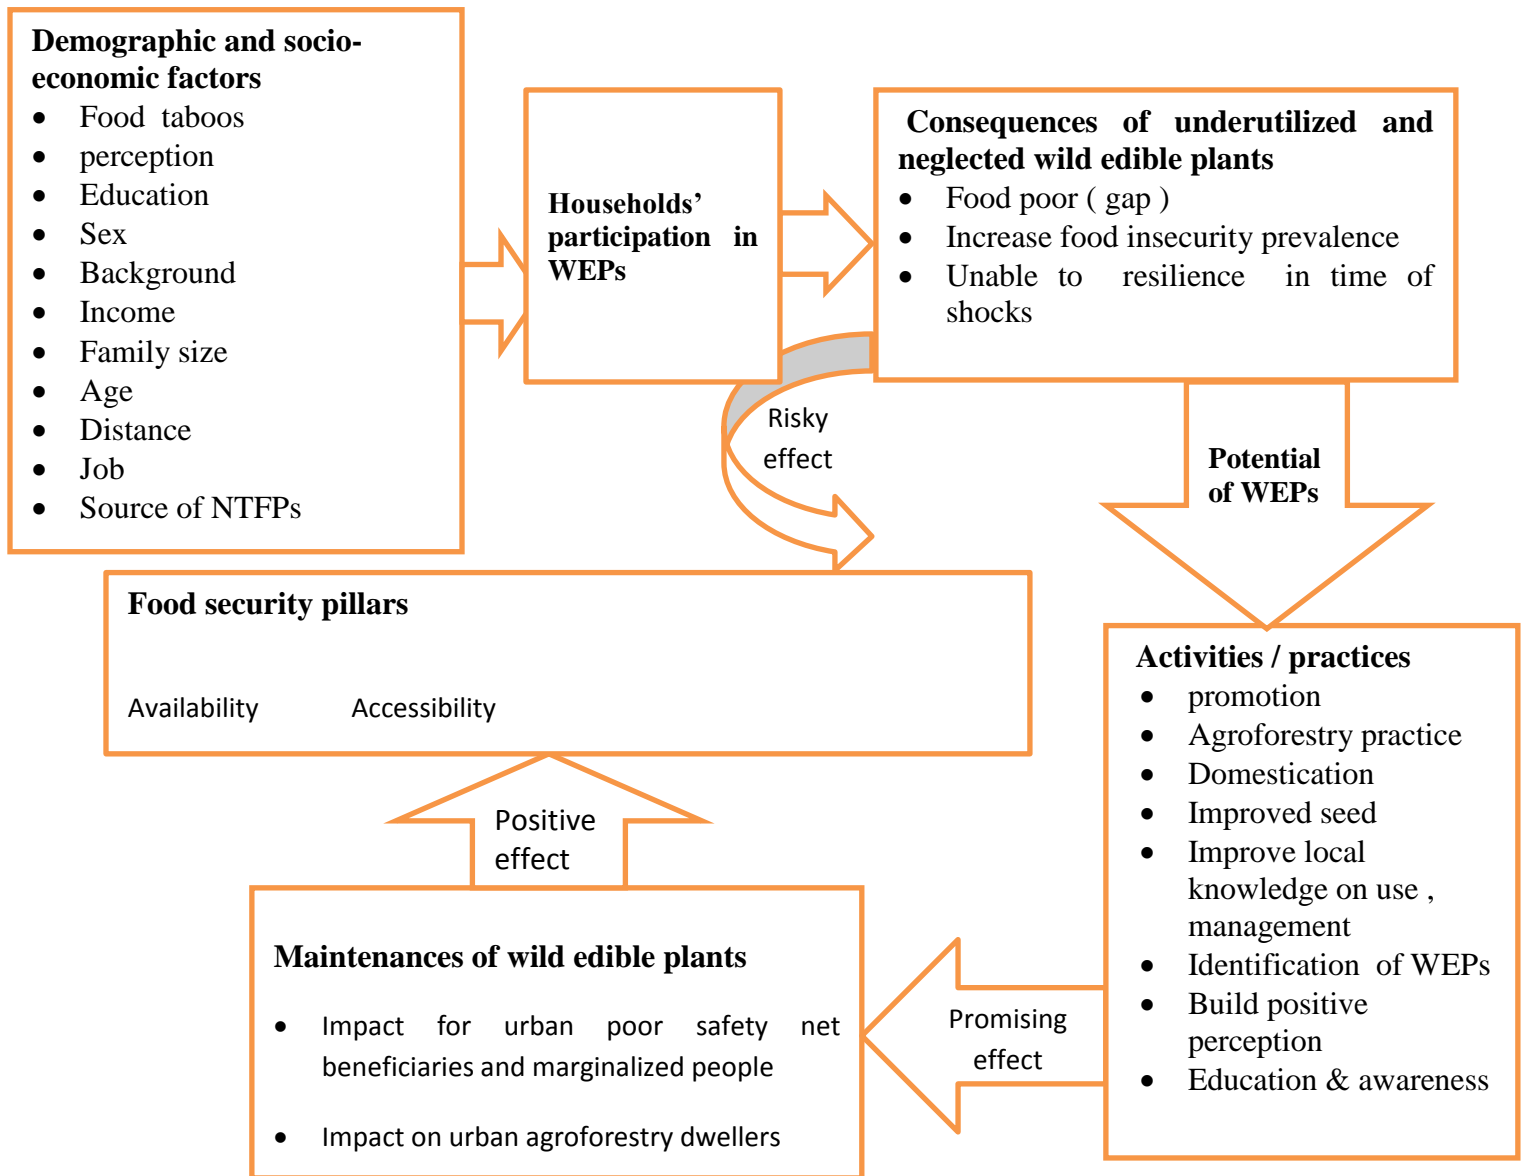 Demographic and socio-
economic factors
• Food taboos
• perception
• Education
• Sex
• Background
• Income
• Family size
• Age
• Distance
• Job
• Source of NTFPs
Households’
participation in
WEPs
Consequences of underutilized and
neglected wild edible plants
• Food poor ( gap )
• Increase food insecurity prevalence
• Unable to resilience in time of
shocks
Risky
effect
Potential
of WEPs
Food security pillars
Availability Accessibility
Activities / practices
• promotion
• Agroforestry practice
• Domestication
• Improved seed
• Improve local
knowledge on use ,
management
• Identification of WEPs
• Build positive
perception
• Education & awareness
Positive
effect
Maintenances of wild edible plants
• Impact for urban poor safety net
beneficiaries and marginalized people
• Impact on urban agroforestry dwellers
Promising
effect